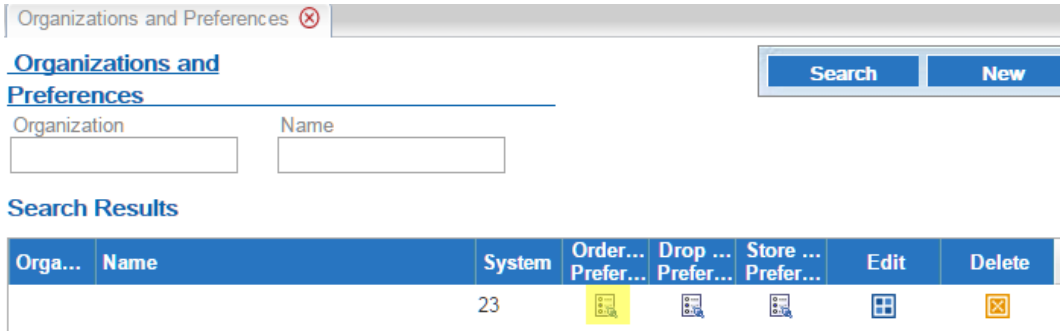 Organizations and Preferences
Organizations and
Preferences
Search New
Organization Name
Search Results
Orga... Name System Order... Prefer... Drop ... Prefer... Store ... Prefer... Edit Delete
23